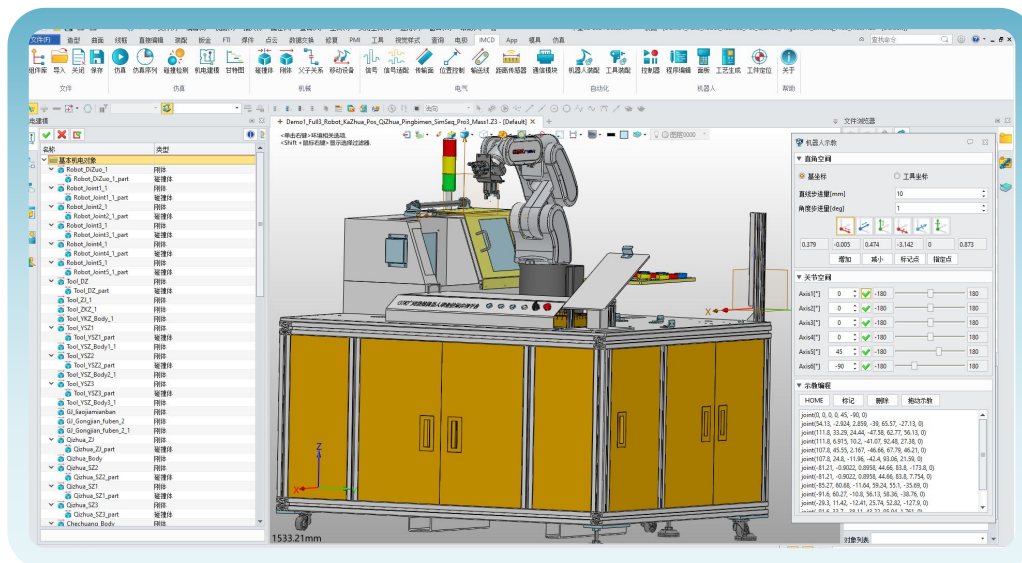 文件(F) 造型 曲面 线框 直接编辑 装配 钣金 FTI 焊件 点云 数据交换 修复 PMI 工具 视觉样式 查询 电极 IMCD App 模具 仿真 查找命令
组件库 导入 关闭 保存 仿真 仿真序列 碰撞检测 机电建模 甘特图 碰撞体 刚体 父子关系 移动设备 信号 信号适配 传输面 位置控制 输送线 距离传感器 通信模块 机器人装配 工具装配 控制器 程序编辑 面板 工艺生成 工件定位 关于
文件 仿真 机械 电气 自动化 机器人 帮助
出向
电建模
Demo1_Full3_Robot_KaZhua_Pos_QiZhua_Pingbimen_SimSeq_Pro3_Mass1.Z3 - [Default]
文件浏览器
<单击右键>环境相关选项.
<Shift + 鼠标右键> 显示选择过滤器.
图层0000
名称 类型
基本机电对象
Robot_DiZuo_1 刚体
Robot_DiZuo_1_part 碰撞体
Robot_Joint1_1 刚体
Robot_Joint1_1_part 碰撞体
Robot_Joint2_1 刚体
Robot_Joint2_1_part 碰撞体
Robot_Joint3_1 刚体
Robot_Joint3_1_part 碰撞体
Robot_Joint4_1 刚体
Robot_Joint4_1_part 碰撞体
Robot_Joint5_1 刚体
Robot_Joint5_1_part 碰撞体
Tool_DZ 刚体
Tool_DZ_part 碰撞体
Tool_ZJ_1 刚体
Tool_ZKZ_1 刚体
Tool_YKZ_Body_1 刚体
Tool_YSZ1 刚体
Tool_YSZ1_part 碰撞体
Tool_YSZ_Body1_1 刚体
Tool_YSZ2 刚体
Tool_YSZ2_part 碰撞体
Tool_YSZ_Body2_1 刚体
Tool_YSZ3 刚体
Tool_YSZ3_part 碰撞体
Tool_YSZ_Body3_1 刚体
GJ_liaojiamianban 刚体
GJ_Gongjian_fuben_2 刚体
GJ_Gongjian_fuben_2_1 刚体
Qizhua_ZJ 刚体
Qizhua_ZJ_part 碰撞体
Qizhua_Body 刚体
Qizhua_SZ2 刚体
Qizhua_SZ2_part 碰撞体
Qizhua_SZ1 刚体
Qizhua_SZ1_part 碰撞体
Qizhua_SZ3 刚体
Qizhua_SZ3_part 碰撞体
Chechuang_Body 刚体
X
Z
X
1533.21mm
机器人示教
直角空间
基坐标 工具坐标
直线步进量[mm] 10
角度步进量[deg] 1
0.379 -0.005 0.474 -3.142 0 0.873
增加 减小 标记点 指定点
关节空间
Axis1[°] 0 -180 180
Axis2[°] 0 -180 180
Axis3[°] 0 -180 180
Axis4[°] 0 -180 180
Axis5[°] 45 -180 180
Axis6[°] -90 -180 180
示教编程
HOME 标记 删除 拖动示教
joint(0, 0, 0, 0, 45, -90, 0)
joint(54.13, -2.924, 2.859, -39, 65.57, -27.13, 0)
joint(111.8, 33.29, 24.44, -47.58, 62.77, 56.13, 0)
joint(111.8, 6.915, 10.2, -41.07, 92.48, 27.38, 0)
joint(107.8, 45.55, 2.167, -46.66, 67.79, 46.21, 0)
joint(107.8, 24.8, -11.96, -42.4, 93.06, 21.59, 0)
joint(-81.21, -0.9022, 0.8958, 44.66, 83.8, -173.8, 0)
joint(-81.21, -0.9022, 0.8958, 44.66, 83.8, 7.754, 0)
joint(-85.27, 60.68, -11.64, 59.24, 55.1, -35.69, 0)
joint(-91.6, 60.27, -10.8, 56.13, 58.36, -38.76, 0)
joint(-29.3, 11.42, -12.41, 25.74, 52.82, -127.9, 0)
对象列表